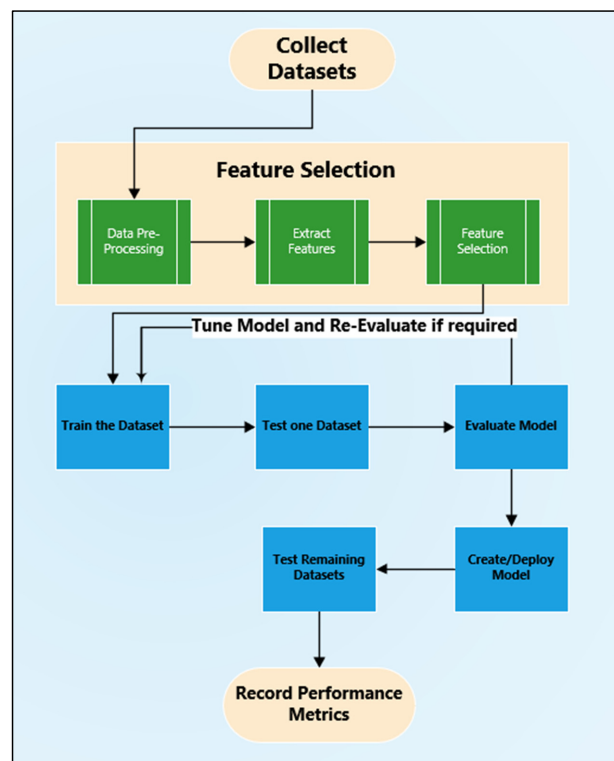 Collect
Datasets
Feature Selection
Data Pre-
Processing
Extract
Features
Feature
Selection
Tune Model and Re-Evaluate if required
Train the Dataset
Test one Dataset
Evaluate Model
Test Remaining
Datasets
Create/Deploy
Model
Record Performance
Metrics